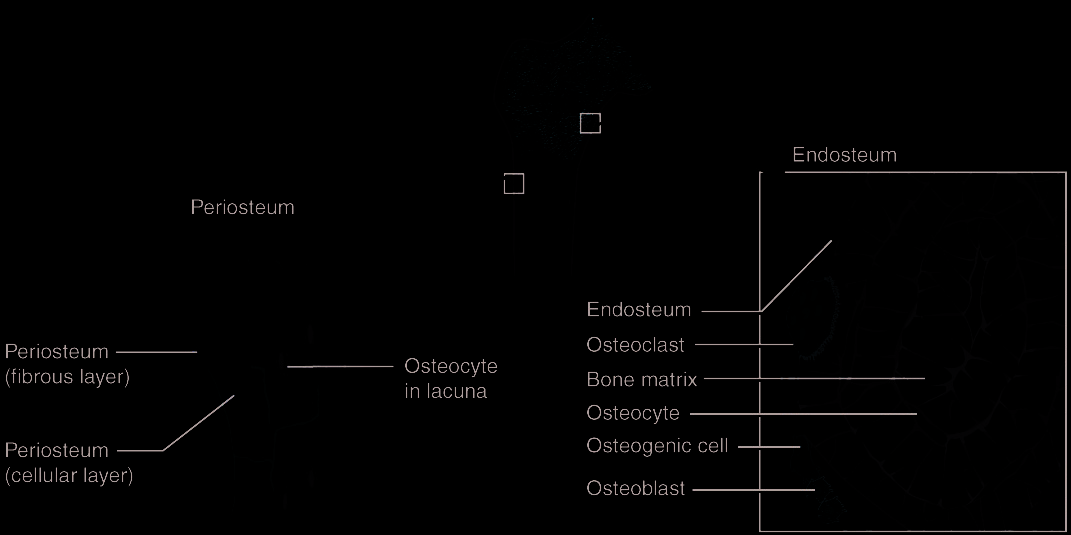 Endosteum
Periosteum
Periosteum
(fibrous layer)
Periosteum
(cellular layer)
Osteocyte
in lacuna
Endosteum
Osteoclast
Bone matrix
Osteocyte
Osteogenic cell
Osteoblast